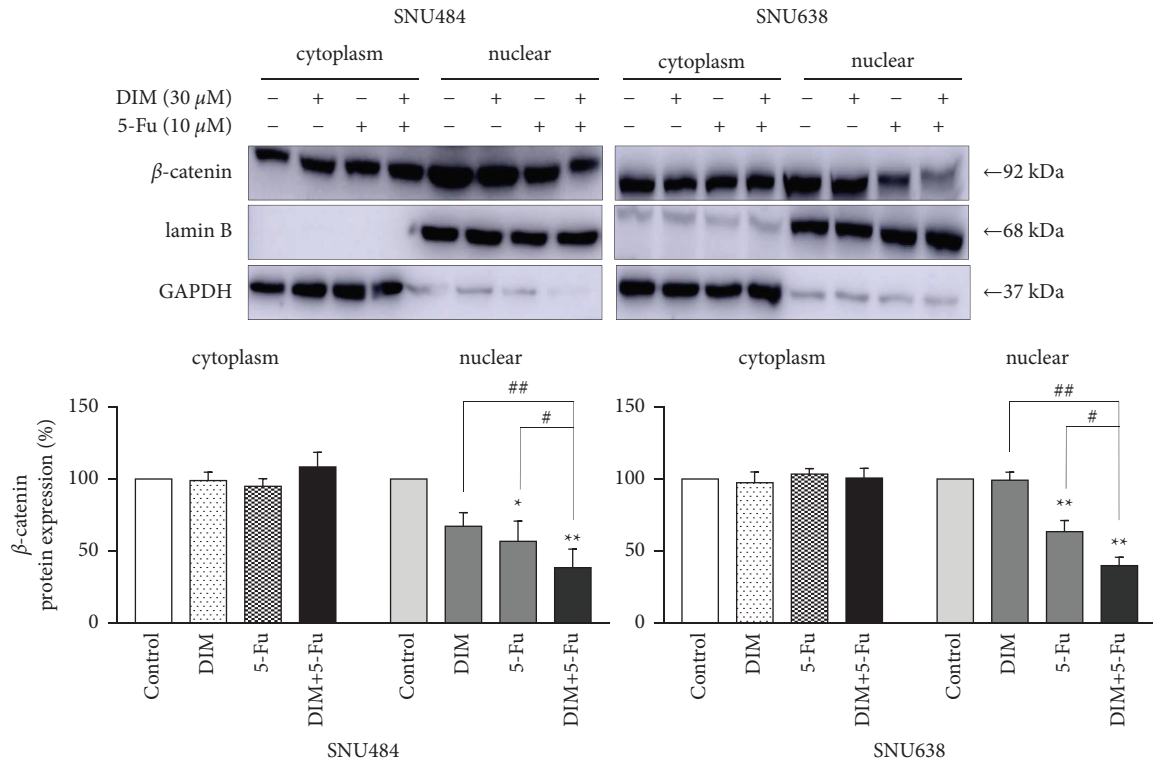 SNU484 SNU638
cytoplasm nuclear cytoplasm nuclear
DIM (30 μM) − + − + − + − + − + − + − + − +
5-Fu (10 μM) − − + + − − + + − − + + − − + +
β-catenin ←92 kDa
lamin B ←68 kDa
GAPDH ←37 kDa
cytoplasm nuclear cytoplasm nuclear
β-catenin
protein expression (%)
150
100
50
0
## 
#
*
**
Control
DIM
5-Fu
DIM+5-Fu
Control
DIM
5-Fu
DIM+5-Fu
SNU484
150
100
50
0
##
#
**
**
Control
DIM
5-Fu
DIM+5-Fu
Control
DIM
5-Fu
DIM+5-Fu
SNU638